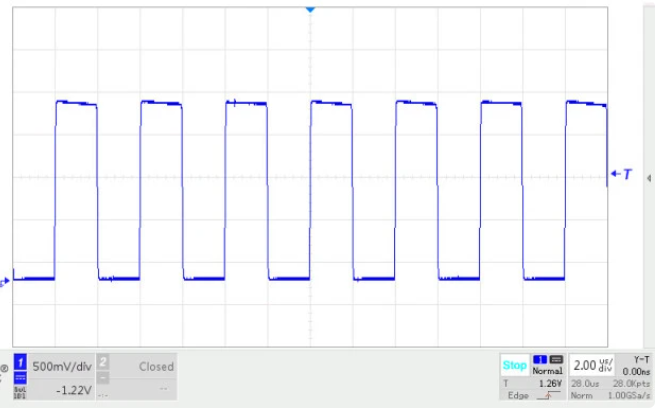 T
1 500mV/div 2 Closed
-1.22V ... --
Stop 1 Normal 2.00 us/div Y-T 0.00ns
T 1.26V 28.0us 28.0Kpts
Edge Norm 1.00GSa/s